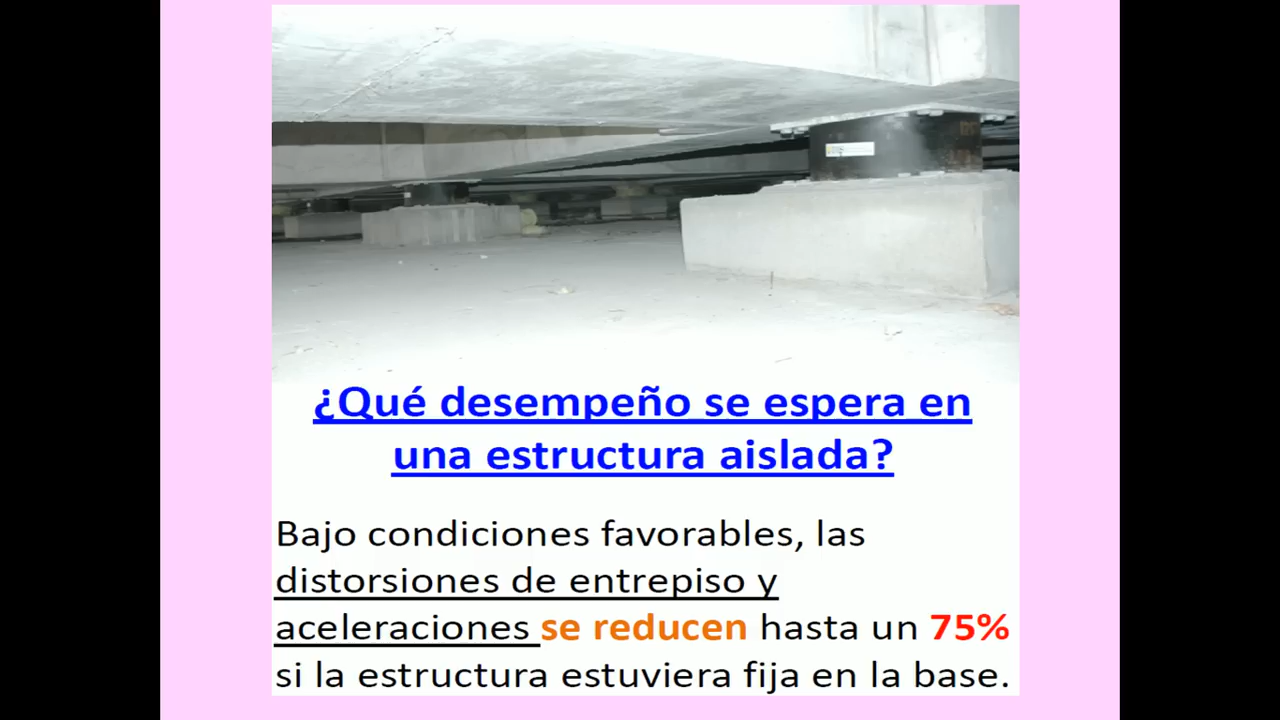 ¿Qué desempeño se espera en
una estructura aislada?
Bajo condiciones favorables, las
distorsiones de entrepiso y
aceleraciones se reducen hasta un 75%
si la estructura estuviera fija en la base.